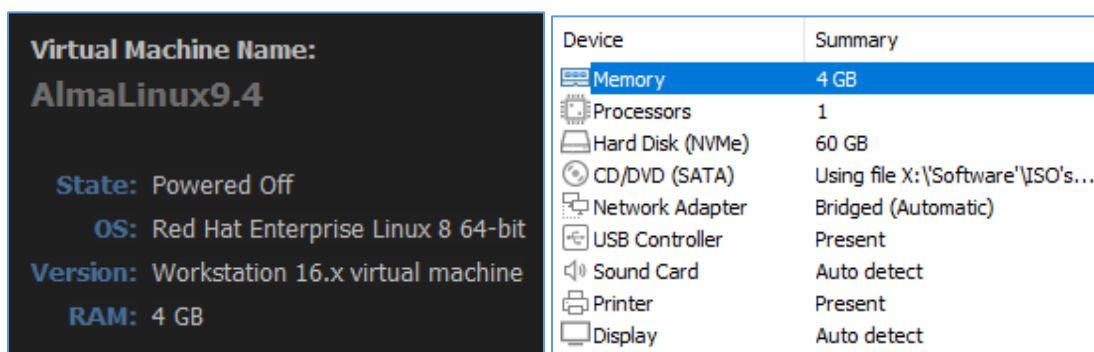 Virtual Machine Name:
AlmaLinux9.4
State: Powered Off
OS: Red Hat Enterprise Linux 8 64-bit
Version: Workstation 16.x virtual machine
RAM: 4 GB
Device Summary
Memory 4 GB
Processors 1
Hard Disk (NVMe) 60 GB
CD/DVD (SATA) Using file X:\'Software'\ISO's...
Network Adapter Bridged (Automatic)
USB Controller Present
Sound Card Auto detect
Printer Present
Display Auto detect